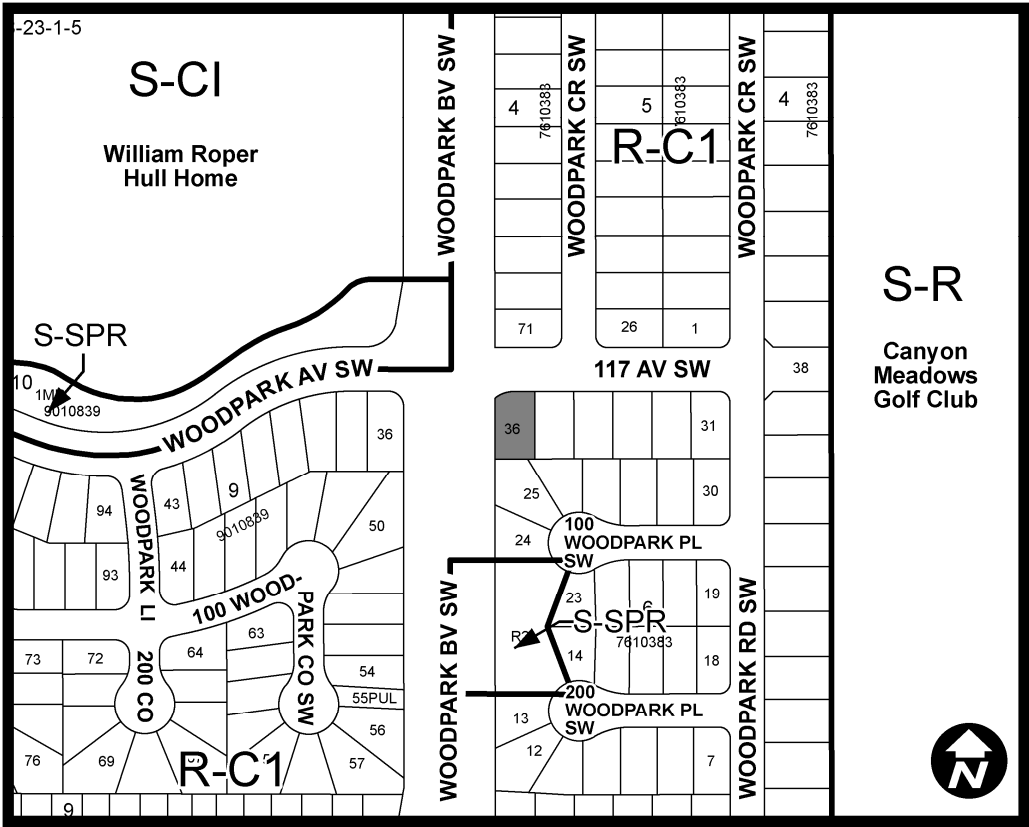 -23-1-5
S-CI
William Roper
Hull Home
WOODPARK BV SW
4
7610383
WOODPARK CR SW
5
7610383
R-C1
WOODPARK CR SW
4
7610383
S-R
Canyon
Meadows
Golf Club
71
26
1
S-SPR
10
9010839
WOODPARK AV SW
117 AV SW
38
36
36
31
94
43
9
9010839
25
30
50
24
100
WOODPARK PL
SW
93
44
WOODPARK LI
100 WOOD-
PARK CO SW
23
6
19
S-SPR
7610383
14
18
WOODPARK BV SW
WOODPARK RD SW
63
73
72
64
54
55PUL
200 CO
200
WOODPARK PL
SW
13
56
12
76
69
R-C1
57
7
9
N